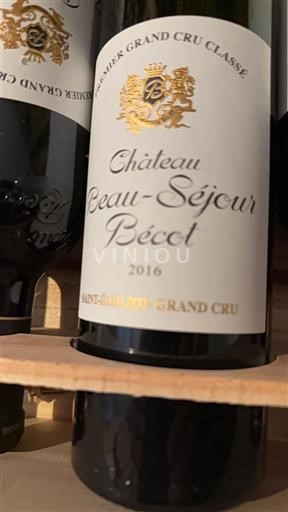 PREMIER GRAND CRU CLASSÉ
B
Château
Beau-Séjour
Bécot
VINIOU
2016
SAINT-ÉMILION GRAND CRU